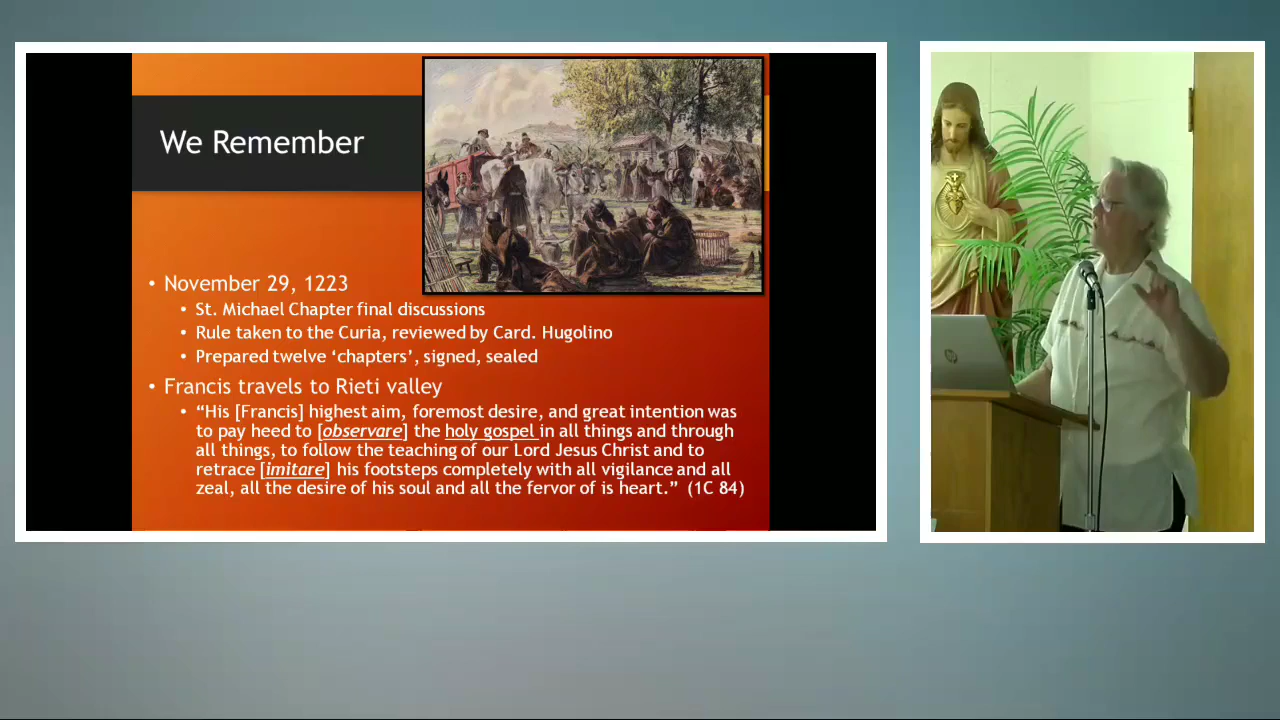 We Remember
• November 29, 1223
• St. Michael Chapter final discussions
• Rule taken to the Curia, reviewed by Card. Hugolino
• Prepared twelve ‘chapters’, signed, sealed
• Francis travels to Rieti valley
• “His [Francis] highest aim, foremost desire, and great intention was
to pay heed to [observare] the holy gospel in all things and through
all things, to follow the teaching of our Lord Jesus Christ and to
retrace [imitare] his footsteps completely with all vigilance and all
zeal, all the desire of his soul and all the fervor of is heart.” (1C 84)
hp